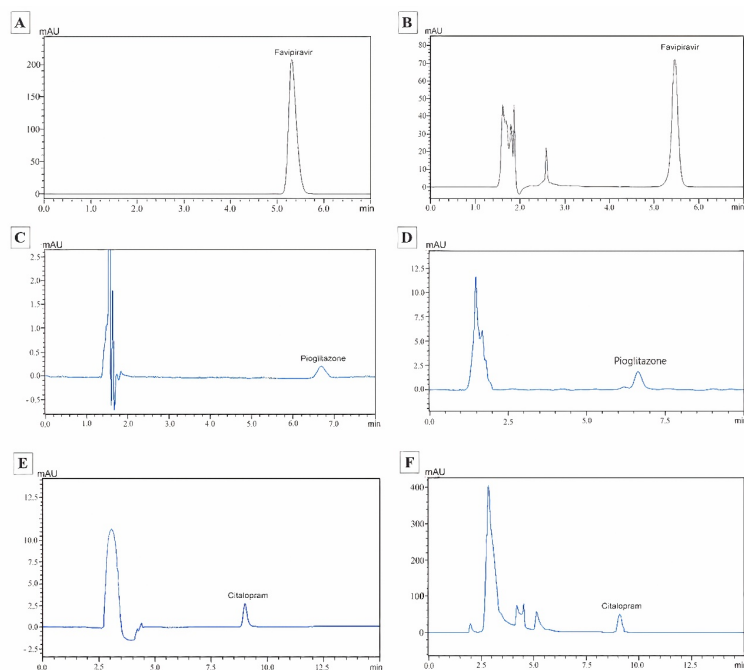 A
mAU
Favipiravir
200
150
100
50
0
0.0 1.0 2.0 3.0 4.0 5.0 6.0 min
B
mAU
Favipiravir
80
70
60
50
40
30
20
10
0
0.0 1.0 2.0 3.0 4.0 5.0 6.0 min
C
mAU
2.5
2.0
1.5
1.0
0.5
Pioglitazone
0.0
-0.5
0.0 1.0 2.0 3.0 4.0 5.0 6.0 7.0 min
D
mAU
12.5
10.0
7.5
5.0
Pioglitazone
2.5
0.0
0.0 2.5 5.0 7.5 min
E
mAU
12.5
10.0
5.0
Citalopram
2.5
0.0
-2.5
0.0 2.5 5.0 7.5 10.0 12.5 min
F
mAU
400
300
200
100
Citalopram
0
0.0 2.5 5.0 7.5 10.0 12.5 min